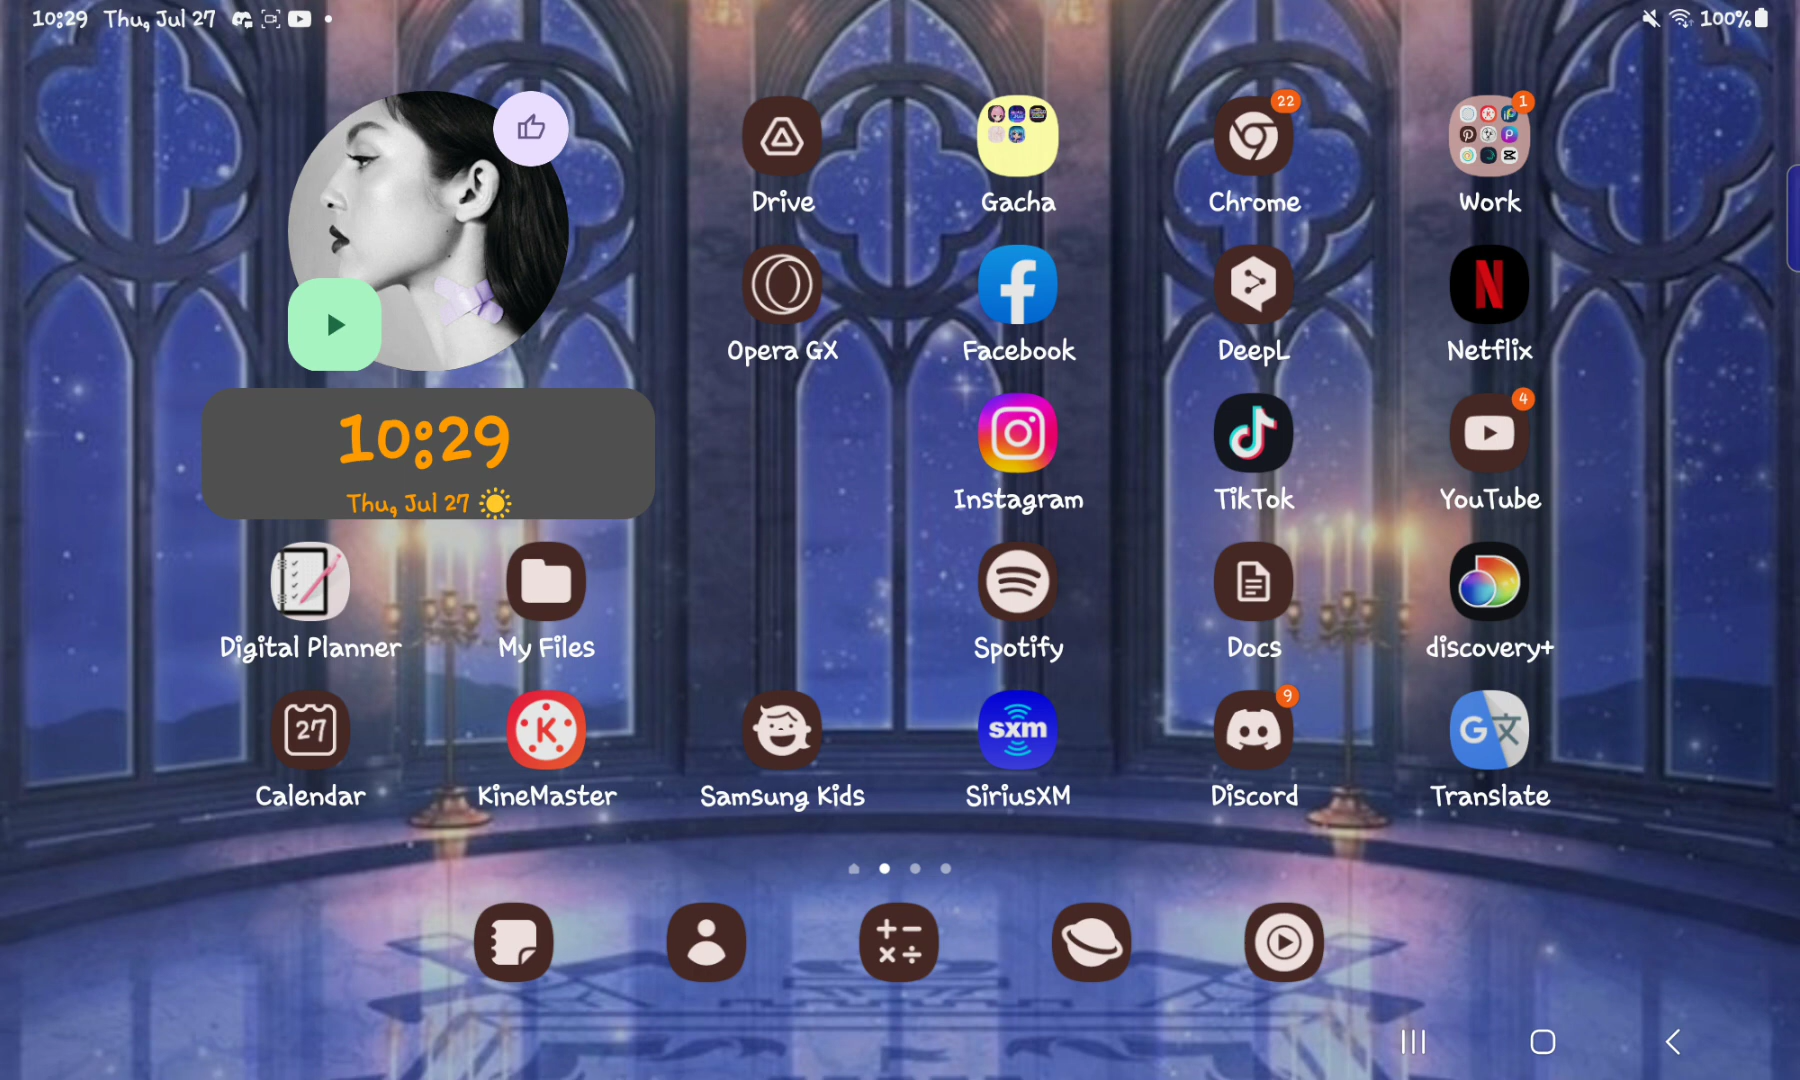 10:29 Thu, Jul 27
100%
22
1
Drive
Gacha
Chrome
Work
Opera GX
Facebook
DeepL
Netflix
10:29
Thu, Jul 27
4
Instagram
TikTok
YouTube
Digital Planner
My Files
Spotify
Docs
discovery+
27
K
sxm
9
G文
Calendar
KineMaster
Samsung Kids
SiriusXM
Discord
Translate